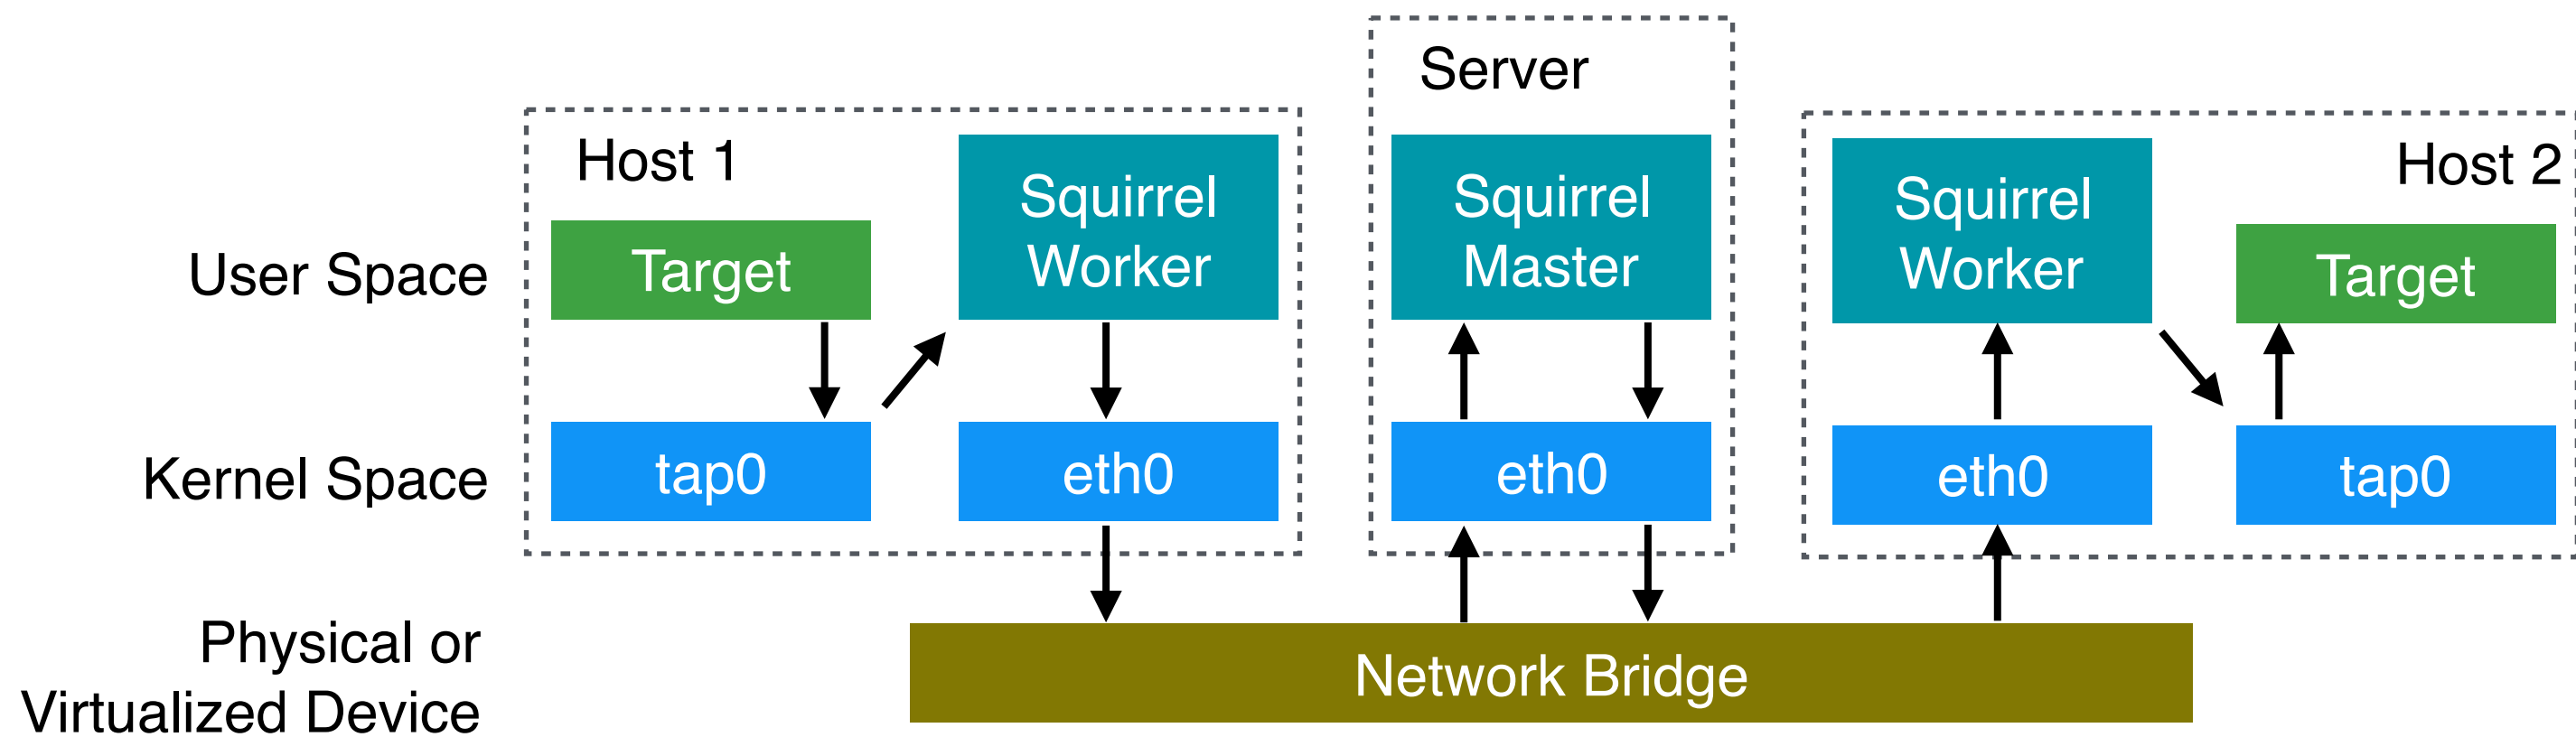 Server
Host 1
Squirrel
Worker
Squirrel
Master
Squirrel
Worker
Host 2
User Space
Target
Target
Kernel Space
tap0
eth0
eth0
eth0
tap0
Physical or
Virtualized Device
Network Bridge